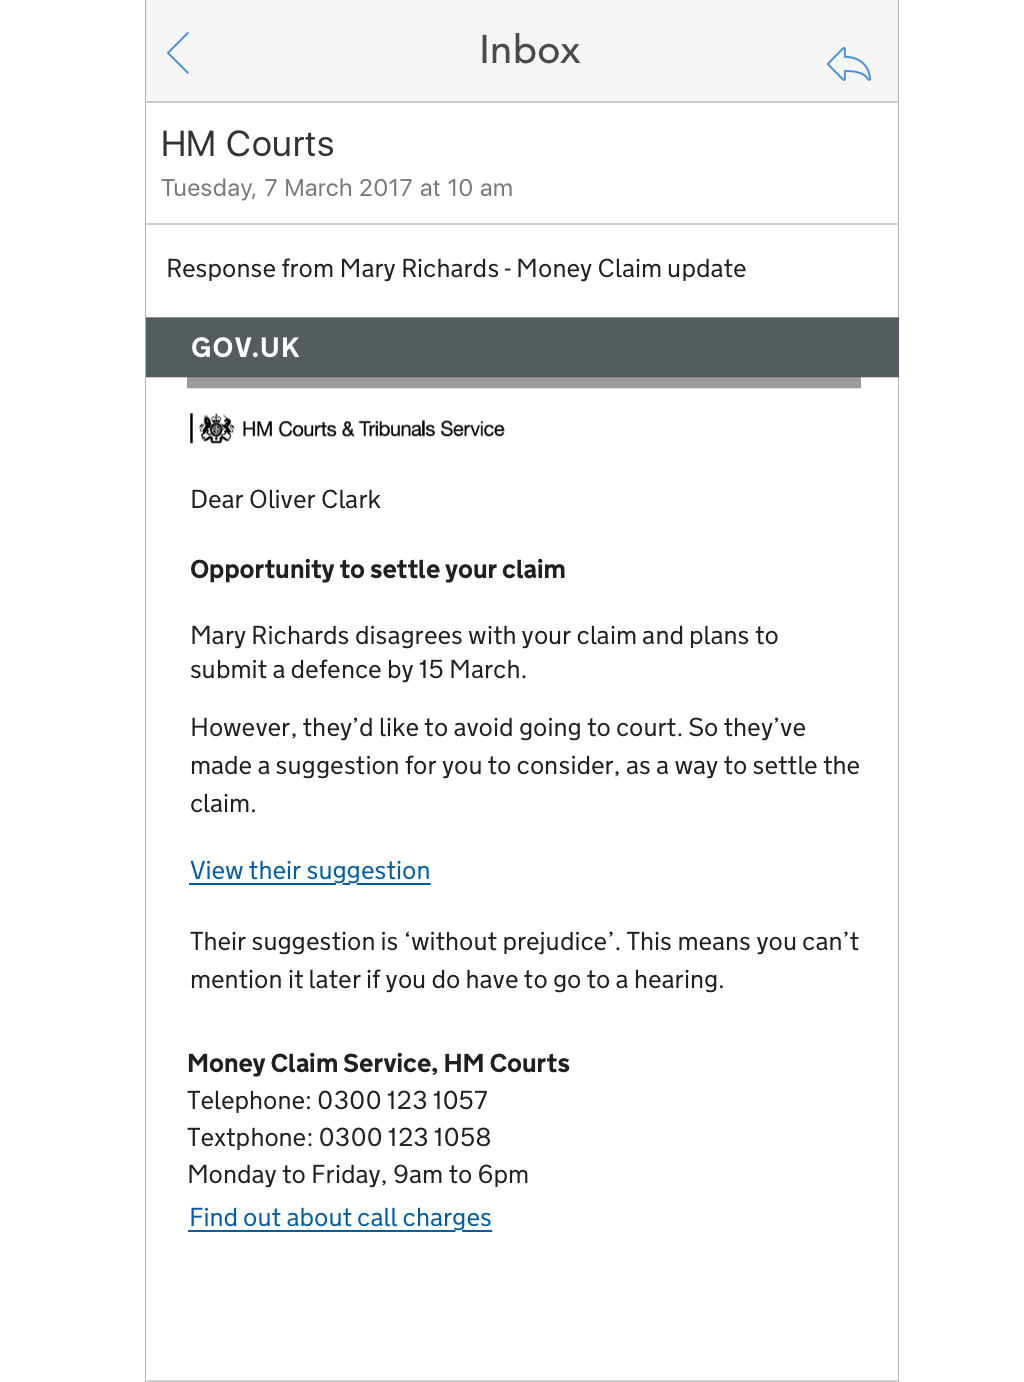 Inbox
HM Courts
Tuesday, 7 March 2017 at 10 am
Response from Mary Richards - Money Claim update
GOV.UK
HM Courts & Tribunals Service
Dear Oliver Clark
Opportunity to settle your claim
Mary Richards disagrees with your claim and plans to
submit a defence by 15 March.
However, they’d like to avoid going to court. So they’ve
made a suggestion for you to consider, as a way to settle the
claim.
View their suggestion
Their suggestion is ‘without prejudice’. This means you can’t
mention it later if you do have to go to a hearing.
Money Claim Service, HM Courts
Telephone: 0300 123 1057
Textphone: 0300 123 1058
Monday to Friday, 9am to 6pm
Find out about call charges